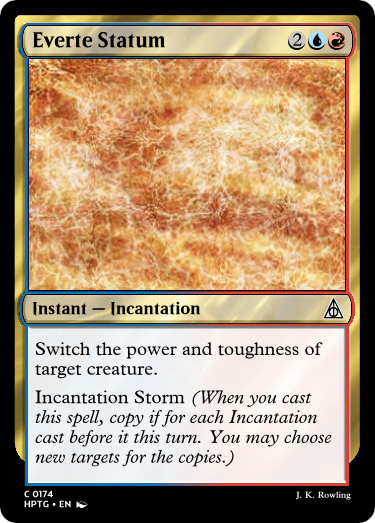 Everte Statum
2
Instant — Incantation
Switch the power and toughness of
target creature.
Incantation Storm (When you cast
this spell, copy if for each Incantation
cast before it this turn. You may choose
new targets for the copies.)
C 0174
HPTG • EN
J. K. Rowling